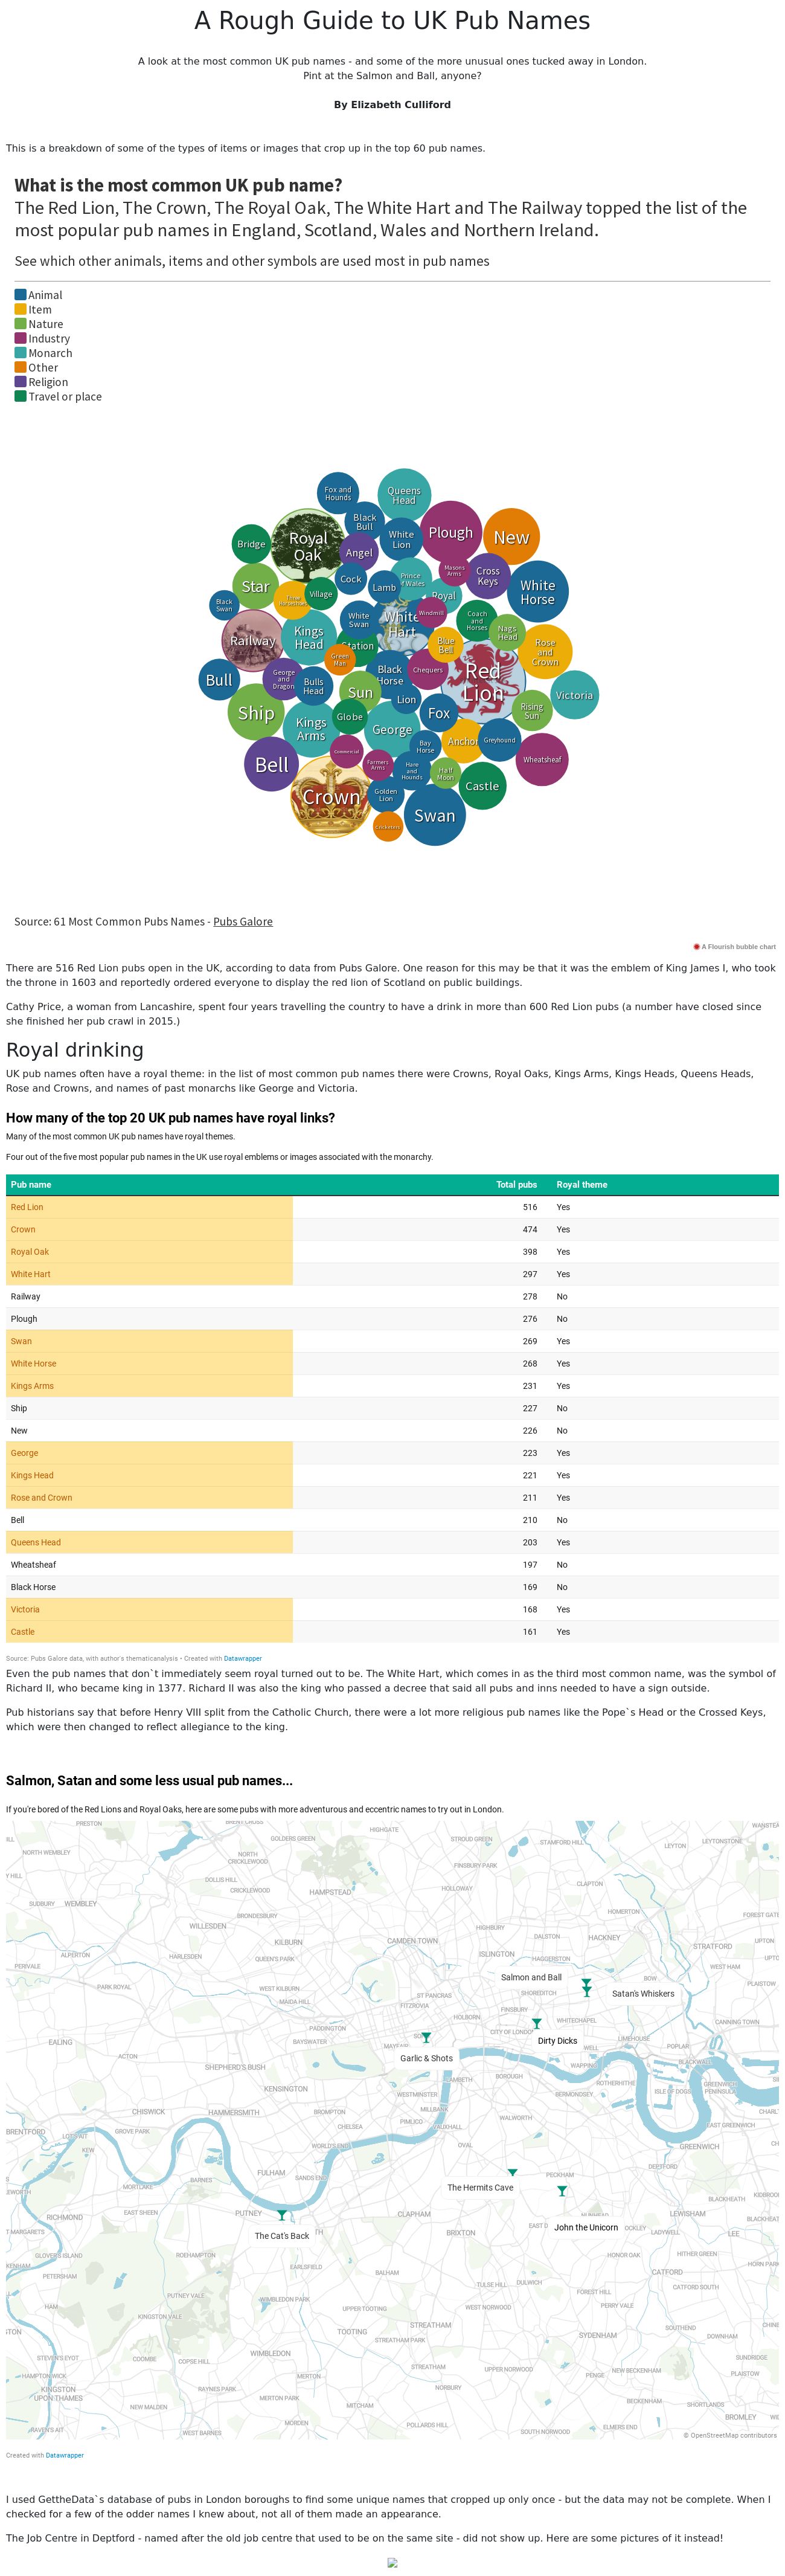 A Rough Guide to UK Pub Names
A look at the most common UK pub names - and some of the more unusual ones tucked away in London.
Pint at the Salmon and Ball, anyone?
By Elizabeth Culliford
This is a breakdown of some of the types of items or images that crop up in the top 60 pub names.
What is the most common UK pub name?
The Red Lion, The Crown, The Royal Oak, The White Hart and The Railway topped the list of the
most popular pub names in England, Scotland, Wales and Northern Ireland.
See which other animals, items and other symbols are used most in pub names
Animal
Item
Nature
Industry
Monarch
Other
Religion
Travel or place
Fox and
Hounds
Queens
Head
Black
Bull
White
Lion
Plough
New
Royal
Oak
Bridge
Angel
Cross
Keys
Masons
Arms
Star
Cock
Lamb
Prince
of Wales
Royal
White
Horse
Village
Black
Swan
Railway
Kings
Head
White
Swan
White
Hart
Windmill
Coach
and
Horses
Nags
Head
Station
Green
Man
Blue
Bell
Rose
and
Crown
Bull
George
and
Dragon
Bulls
Head
Black
Horse
Chequers
Red
Lion
Victoria
Sun
Lion
Ship
Globe
Fox
Rising
Sun
Kings
Arms
George
Anchor
Greyhound
Bay
Horse
Bell
Commercial
Farmers
Arms
Hare
and
Hounds
Half
Moon
Wheatsheaf
Crown
Golden
Lion
Castle
Swan
Cricketers
Source: 61 Most Common Pubs Names - Pubs Galore
A Flourish bubble chart
There are 516 Red Lion pubs open in the UK, according to data from Pubs Galore. One reason for this may be that it was the emblem of King James I, who took
the throne in 1603 and reportedly ordered everyone to display the red lion of Scotland on public buildings.
Cathy Price, a woman from Lancashire, spent four years travelling the country to have a drink in more than 600 Red Lion pubs (a number have closed since
she finished her pub crawl in 2015.)
Royal drinking
UK pub names often have a royal theme: in the list of most common pub names there were Crowns, Royal Oaks, Kings Arms, Kings Heads, Queens Heads,
Rose and Crowns, and names of past monarchs like George and Victoria.
How many of the top 20 UK pub names have royal links?
Many of the most common UK pub names have royal themes.
Four out of the five most popular pub names in the UK use royal emblems or images associated with the monarchy.
Pub name Total pubs Royal theme
Red Lion 516 Yes
Crown 474 Yes
Royal Oak 398 Yes
White Hart 297 Yes
Railway 278 No
Plough 276 No
Swan 269 Yes
White Horse 268 Yes
Kings Arms 231 Yes
Ship 227 No
New 226 No
George 223 Yes
Kings Head 221 Yes
Rose and Crown 211 Yes
Bell 210 No
Queens Head 203 Yes
Wheatsheaf 197 No
Black Horse 169 No
Victoria 168 Yes
Castle 161 Yes
Source: Pubs Galore data, with author's thematicanalysis • Created with Datawrapper
Even the pub names that don`t immediately seem royal turned out to be. The White Hart, which comes in as the third most common name, was the symbol of
Richard II, who became king in 1377. Richard II was also the king who passed a decree that said all pubs and inns needed to have a sign outside.
Pub historians say that before Henry VIII split from the Catholic Church, there were a lot more religious pub names like the Pope`s Head or the Crossed Keys,
which were then changed to reflect allegiance to the king.
Salmon, Satan and some less usual pub names...
If you're bored of the Red Lions and Royal Oaks, here are some pubs with more adventurous and eccentric names to try out in London.
PRESTON
HIGHGATE
GOLDERS GREEN
STROUD GREEN
STAMFORD HILL
LEYTON
LEYTONSTONE
NORTH WEMBLEY
NORTH
CRICKLEWOOD
FINSBURY PARK
DOLLIS HILL
CRICKLEWOOD
HAMPSTEAD
HOLLOWAY
CLAPTON
SUDBURY
WEMBLEY
HOMERTON
BRONDESBURY
WILLESDEN
HIGHBURY
FOREST GATE
KILBURN
CAMDEN TOWN
DALSTON
HACKNEY
STRATFORD
UPTON
ALPERTON
HARLESDEN
QUEEN'S PARK
ISLINGTON
HAGGERSTON
PERIVALE
WEST HAM
Salmon and Ball
BOW
PARK ROYAL
WEST KILBURN
ST PANCRAS
SHOREDITCH
Satan's Whiskers
PLAISTOW
MAIDA HILL
FITZROVIA
FINSBURY
HOLBORN
WHITECHAPEL
CANNING TOWN
PADDINGTON
CITY OF LONDON
EALING
BAYSWATER
Dirty Dicks
LIMEHOUSE
POPLAR
ACTON
Garlic & Shots
WAPPING
BLACKWALL
SHEPHERD'S BUSH
BOROUGH
ROTHERHITHE
KENSINGTON
WESTMINSTER
BERMONDSEY
ISLE OF DOGS
GREENWICH
PENINSULA
CHISWICK
HAMMERSMITH
BROMPTON
MILLBANK
PIMLICO
WALWORTH
CHELSEA
VAUXHALL
EAST GREENWICH
BRENTFORD
GROVE PARK
KEW
WORLD'S END
OVAL
GREENWICH
DEPTFORD
FULHAM
SANDS END
PECKHAM
BARNES
MORTLAKE
The Hermits Cave
BLACKHEATH
RICHMOND
EAST SHEEN
PUTNEY
CLAPHAM
LEWISHAM
The Cat's Back
BRIXTON
John the Unicorn
LADYWELL
LEE
ROEHAMPTON
HONOR OAK
HITHER GREEN
PETERSHAM
EARLSFIELD
BALHAM
CATFORD
TULSE HILL
DULWICH
CATFORD SOUTH
PUTNEY VALE
WIMBLEDON PARK
FOREST HILL
HAM
UPPER TOOTING
WEST NORWOOD
PERRY VALE
KINGSTON VALE
STREATHAM
TOOTING
STREATHAM PARK
SYDENHAM
SOUTHEND
DOWNHAM
WIMBLEDON
COOMBE
COPSE HILL
STREATHAM
UPPER NORWOOD
NEW BECKENHAM
PENGE
SUNDRIDGE
PLAISTOW
HAMPTON WICK
KINGSTON
UPON THAMES
RAYNES PARK
MERTON
NORBURY
MERTON PARK
MITCHAM
BECKENHAM
SHORTLANDS
NEW MALDEN
BROMLEY
MORDEN
POLLARDS HILL
ELMERS END
WEST BARNES
SOUTH NORWOOD
© OpenStreetMap contributors
Created with Datawrapper
I used GettheData`s database of pubs in London boroughs to find some unique names that cropped up only once - but the data may not be complete. When I
checked for a few of the odder names I knew about, not all of them made an appearance.
The Job Centre in Deptford - named after the old job centre that used to be on the same site - did not show up. Here are some pictures of it instead!